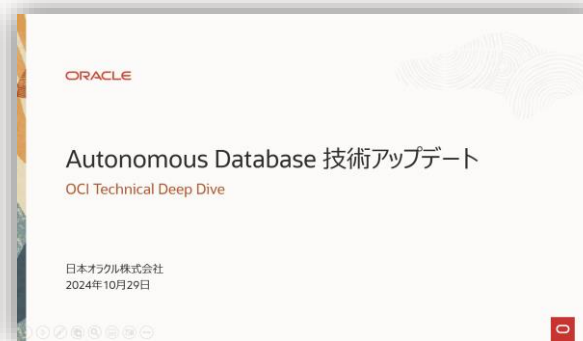 ORACLE
Autonomous Database 技術アップデート
OCI Technical Deep Dive
日本オラクル株式会社
2024年10月29日